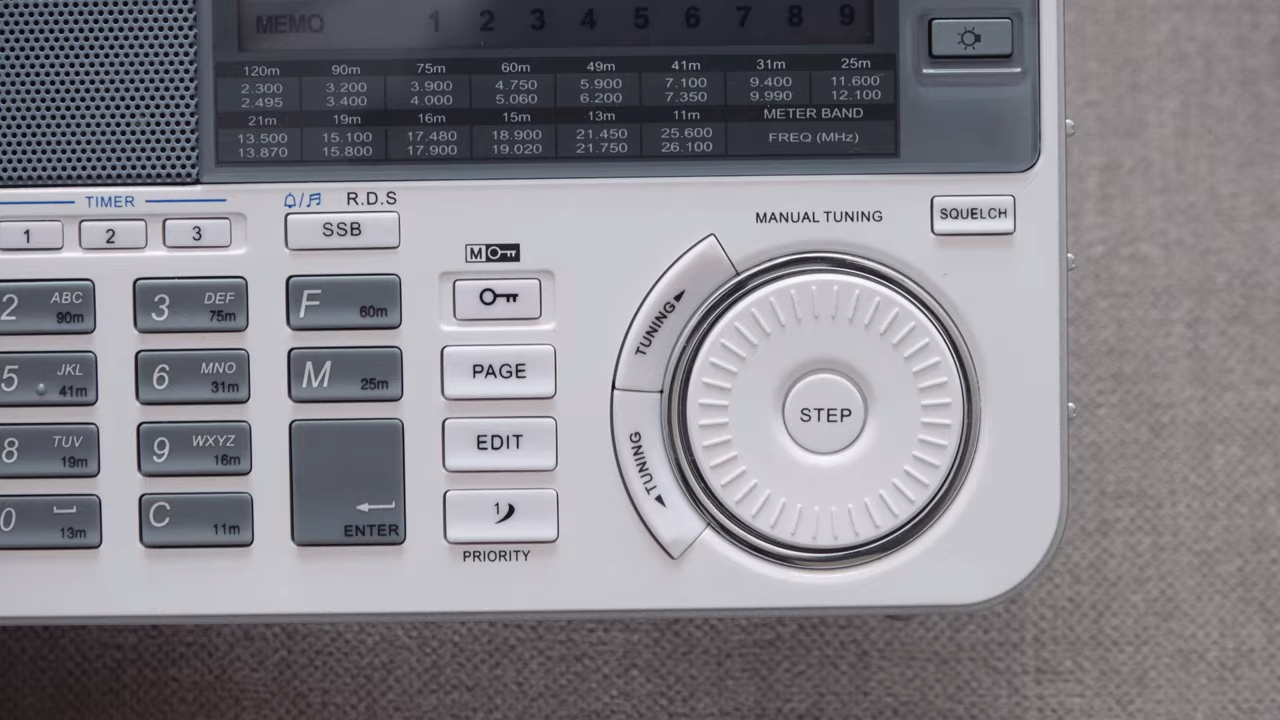 MEMO 1 2 3 4 5 6 7 8 9
120m 90m 75m 60m 49m 41m 31m 25m
2.300 3.200 3.900 4.750 5.900 7.100 9.400 11.600
2.495 3.400 4.000 5.060 6.200 7.350 9.990 12.100
21m 19m 16m 15m 13m 11m METER BAND
13.500 15.100 17.480 18.900 21.450 25.600 FREQ (MHz)
13.870 15.800 17.900 19.020 21.750 26.100
TIMER R.D.S
1 2 3 SSB
MANUAL TUNING SQUELCH
M
2 ABC 90m 3 DEF 75m F 60m
TUNING
5 JKL 41m 6 MNO 31m M 25m PAGE
STEP
8 TUV 19m 9 WXYZ 16m EDIT
TUNING
0 13m C 11m ENTER 1
PRIORITY